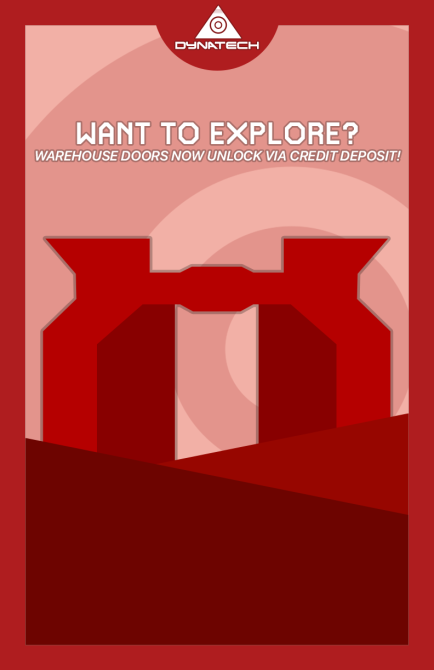 DYNATECH
WANT TO EXPLORE?
WAREHOUSE DOORS NOW UNLOCK VIA CREDIT DEPOSIT!